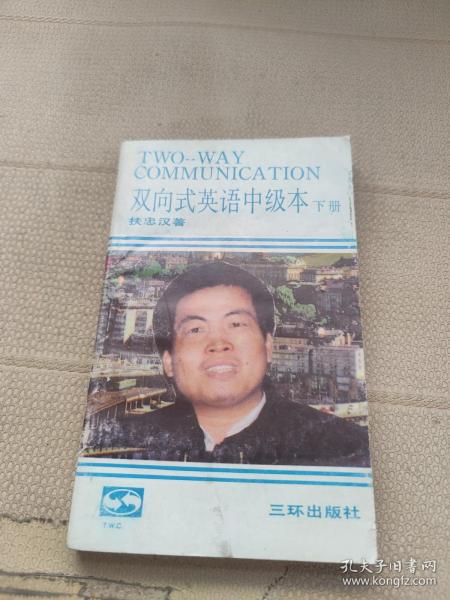 TWO--WAY
COMMUNICATION
双向式英语中级本 下册
扶忠汉著
T.W.C.
三环出版社
孔夫子旧书网
www.kongfz.com